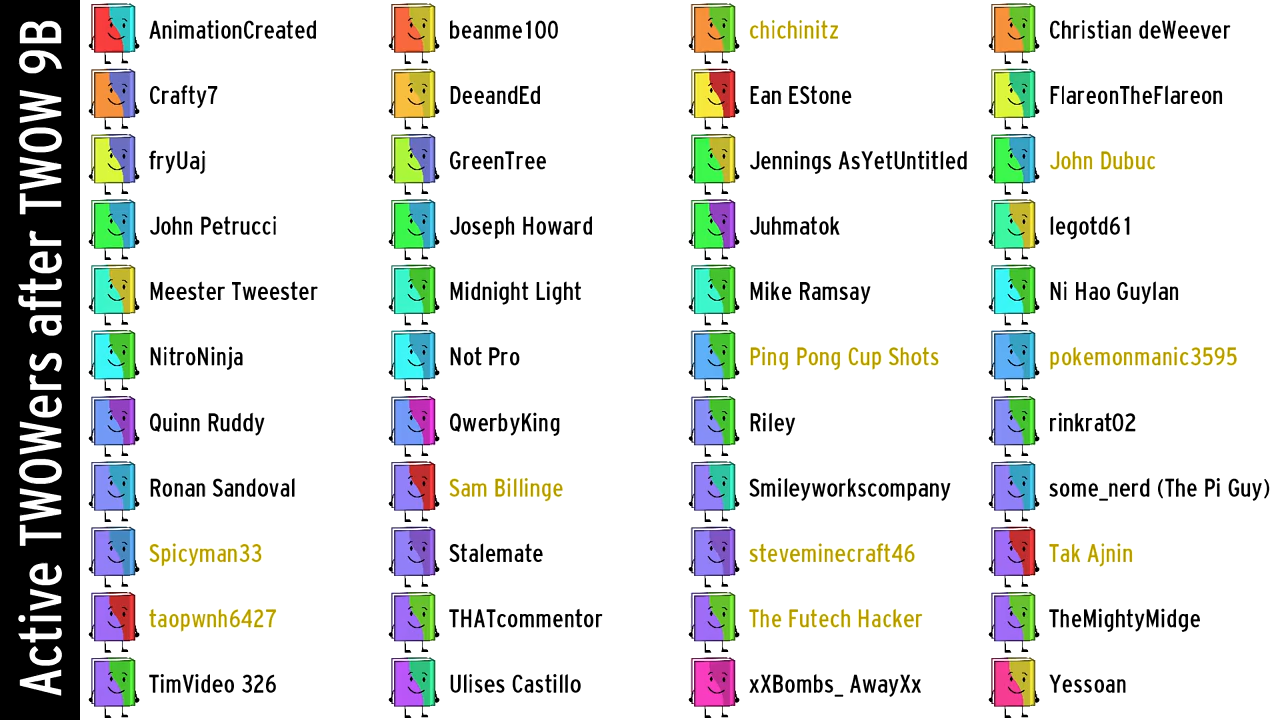 Active TWOWers after TWOW 9B
AnimationCreated
beanme100
chichinitz
Christian deWeever
Crafty7
DeeandEd
Ean EStone
FlareonTheFlareon
fryUaj
GreenTree
Jennings AsYetUntitled
John Dubuc
John Petrucci
Joseph Howard
Juhmatok
legotd61
Meester Tweester
Midnight Light
Mike Ramsay
Ni Hao Guylan
NitroNinja
Not Pro
Ping Pong Cup Shots
pokemonmanic3595
Quinn Ruddy
QwerbyKing
Riley
rinkrat02
Ronan Sandoval
Sam Billinge
Smileyworkscompany
some_nerd (The Pi Guy)
Spicyman33
Stalemate
steveminecraft46
Tak Ajnin
taopwnh6427
THATcommentor
The Futech Hacker
TheMightyMidge
TimVideo 326
Ulises Castillo
xXBombs_ AwayXx
Yessoan